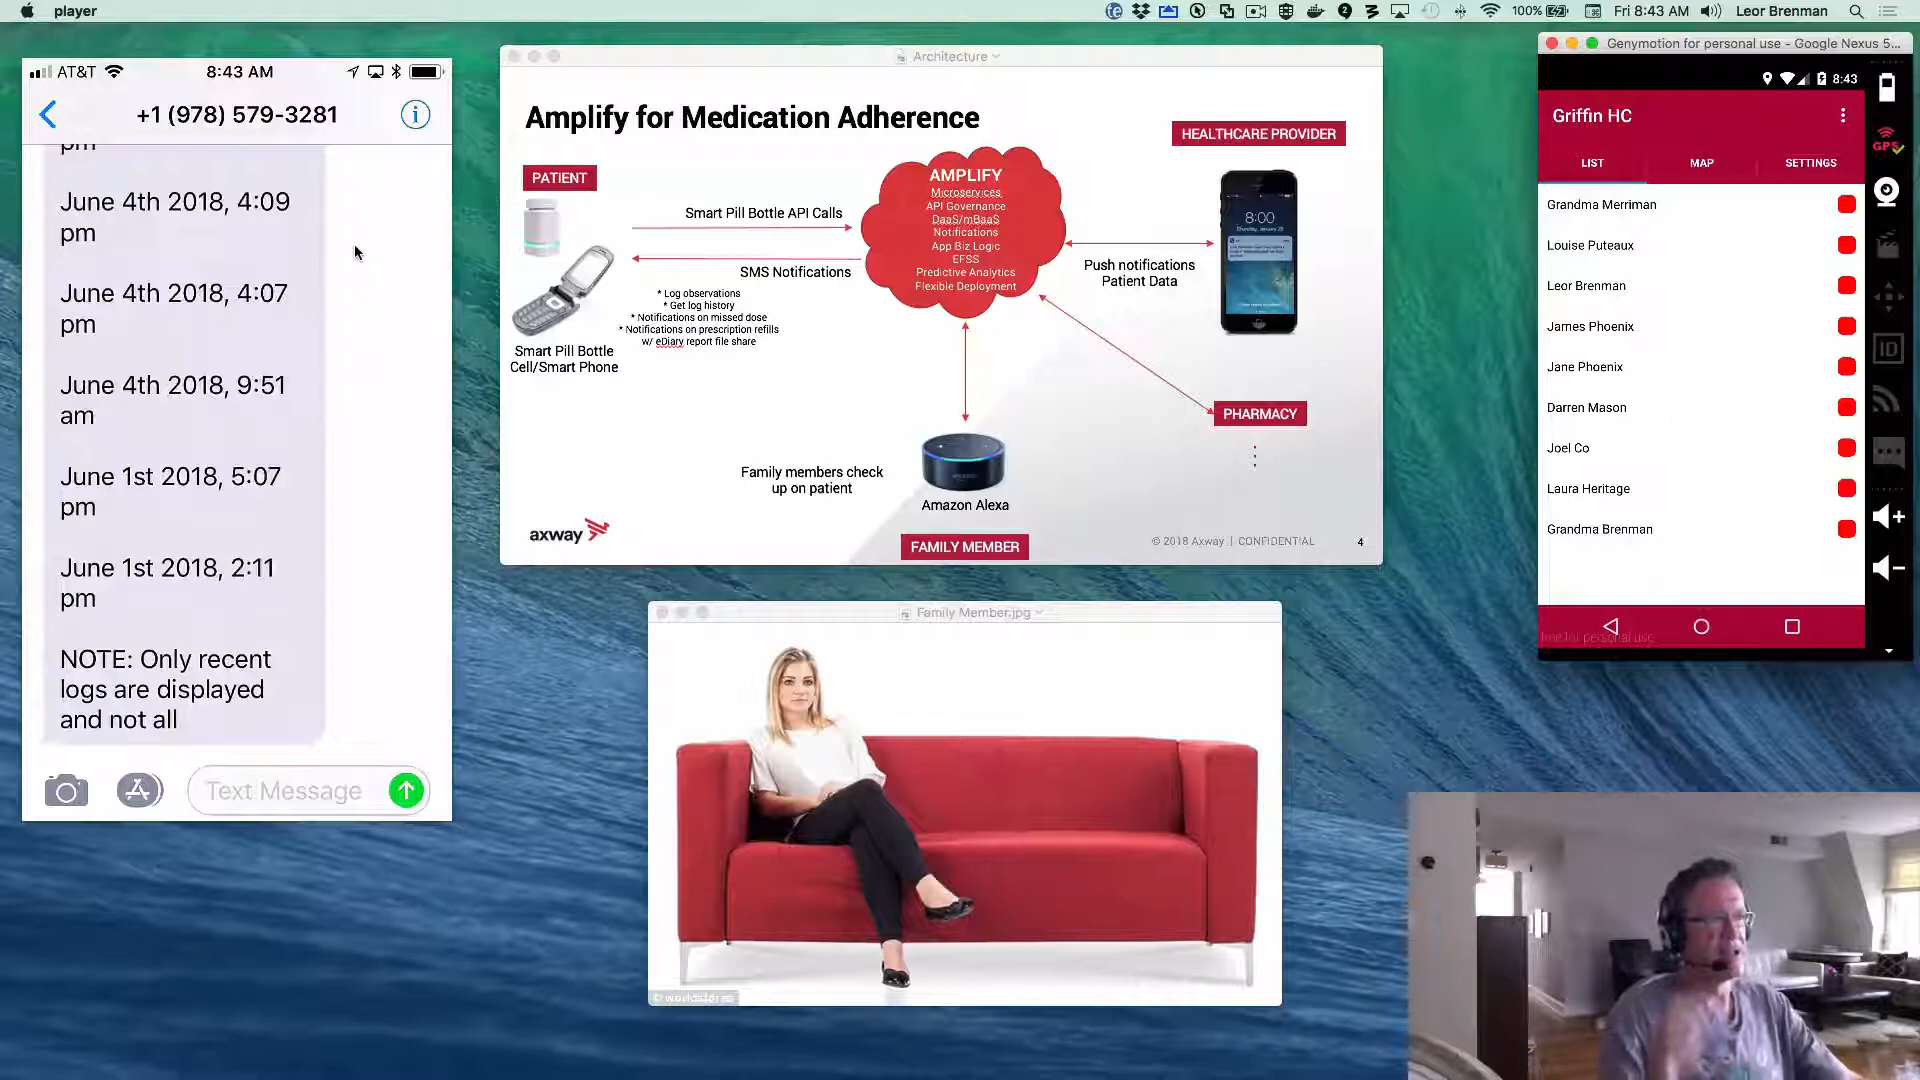 player
100%
Fri 8:43 AM
Leor Brenman
AT&T
8:43 AM
+1 (978) 579-3281
pm
June 4th 2018, 4:09
pm
June 4th 2018, 4:07
pm
June 4th 2018, 9:51
am
June 1st 2018, 5:07
pm
June 1st 2018, 2:11
pm
NOTE: Only recent
logs are displayed
and not all
Text Message
Architecture
Amplify for Medication Adherence
PATIENT
Smart Pill Bottle API Calls
SMS Notifications
* Log observations
* Get log history
* Notifications on missed dose
* Notifications on prescription refills
w/ eDiary report file share
Smart Pill Bottle
Cell/Smart Phone
AMPLIFY
Microservices
API Governance
DaaS/mBaaS
Notifications
App Biz Logic
EFSS
Predictive Analytics
Flexible Deployment
HEALTHCARE PROVIDER
8:00
Push notifications
Patient Data
PHARMACY
Family members check
up on patient
Amazon Alexa
FAMILY MEMBER
axway
© 2018 Axway | CONFIDENTIAL
4
Family Member.jpg
Genymotion for personal use - Google Nexus 5...
8:43
Griffin HC
LIST
MAP
SETTINGS
Grandma Merriman
Louise Puteaux
Leor Brenman
James Phoenix
Jane Phoenix
Darren Mason
Joel Co
Laura Heritage
Grandma Brenman
free for personal use
GPS
ID